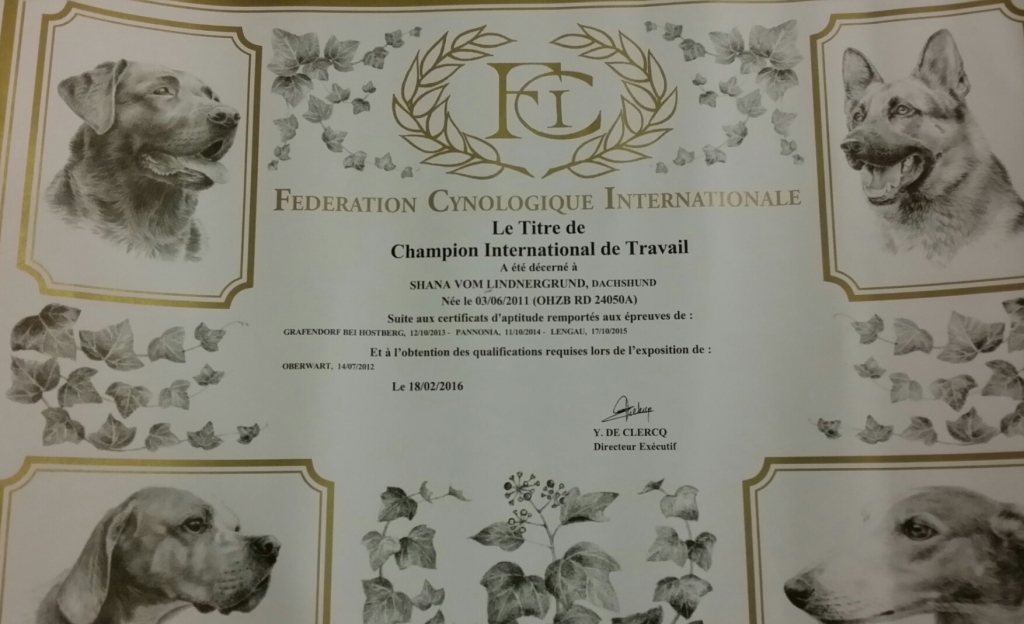 FCI
FEDERATION CYNOLOGIQUE INTERNATIONALE
Le Titre de
Champion International de Travail
A été décerné à
SHANA VOM LINDNERGRUND, DACHSHUND
Née le 03/06/2011 (OHZB RD 24050A)
Suite aux certificats d'aptitude remportés aux épreuves de :
GRAFENDORF BEI HOSTBERG, 12/10/2013 - PANNONIA, 11/10/2014 - LENGAU, 17/10/2015
Et à l'obtention des qualifications requises lors de l'exposition de :
OBERWART, 14/07/2012
Le 18/02/2016
Y. DE CLERCQ
Directeur Exécutif